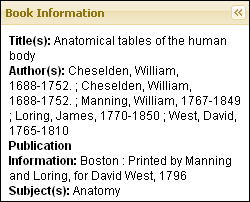 Book Information
Title(s): Anatomical tables of the human
body
Author(s): Cheselden, William,
1688-1752. ; Cheselden, William,
1688-1752. ; Manning, William, 1767-1849
; Loring, James, 1770-1850 ; West, David,
1765-1810
Publication
Information: Boston : Printed by Manning
and Loring, for David West, 1796
Subject(s): Anatomy